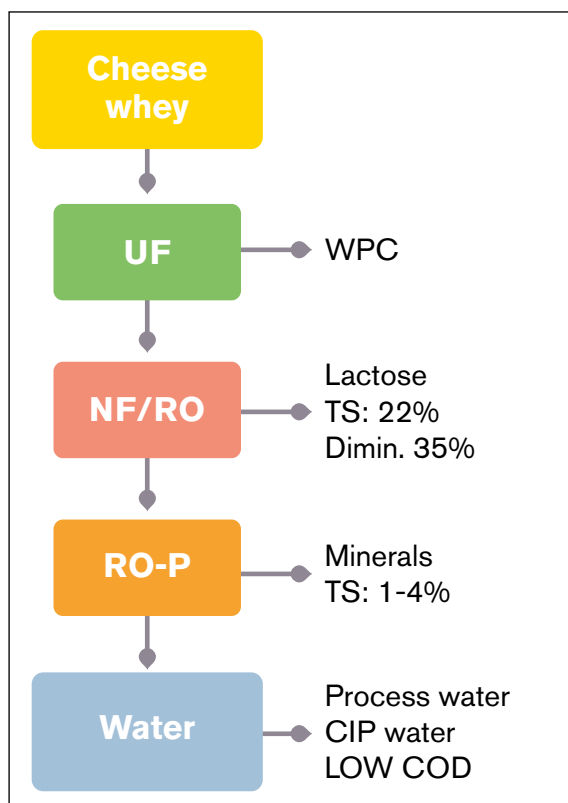 Cheese
whey
UF
WPC
NF/RO
Lactose
TS: 22%
Dimin. 35%
RO-P
Minerals
TS: 1-4%
Water
Process water
CIP water
LOW COD